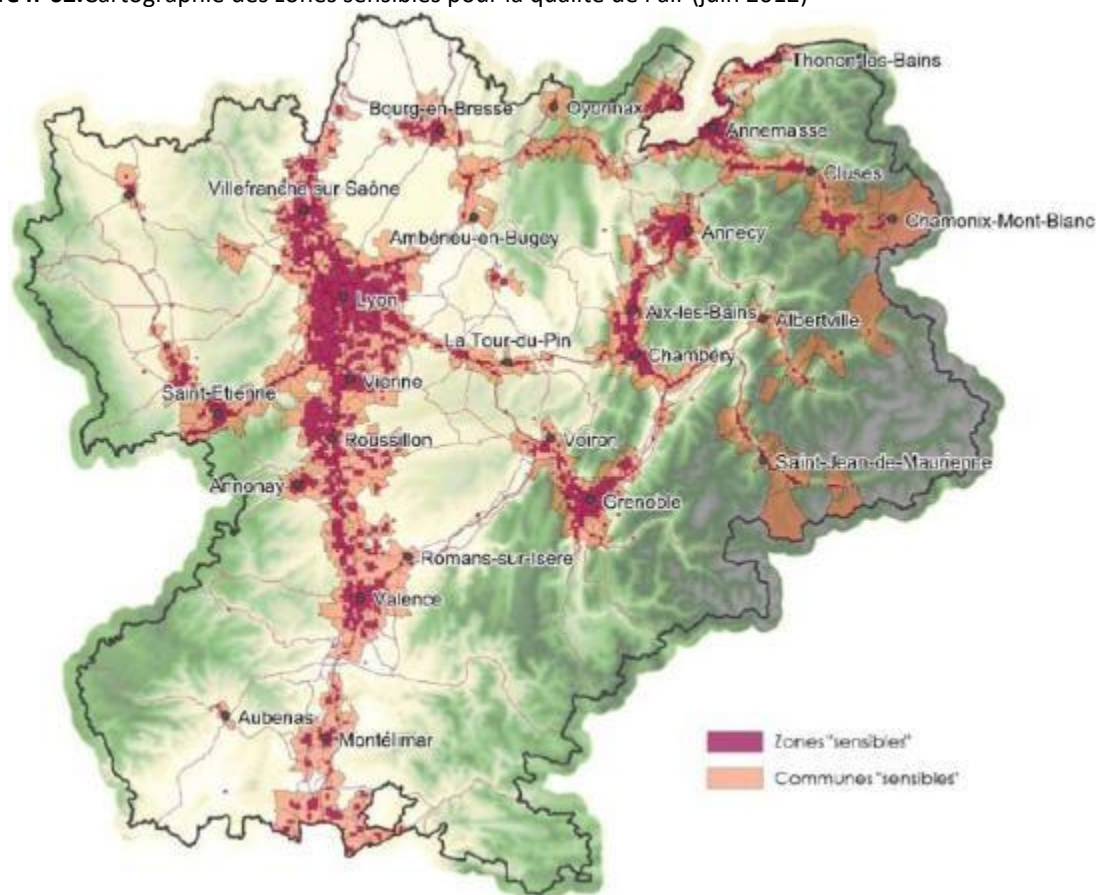 Cartographie des zones sensibles pour la qualité de l'air (juin 2012)
Thonon-les-Bains
Bourg-en-Bresse
Oyonnax
Annemasse
Cluses
Villefranche sur Saône
Chamonix-Mont-Blanc
Annecy
Ambérieu-en-Bugey
Lyon
Aix-les-Bains
Albertville
La Tour-du-Pin
Chambéry
Vienne
Saint-Etienne
Roussillon
Voiron
Saint-Jean-de-Maurienne
Annonay
Grenoble
Romans-sur-Isère
Valence
Aubenas
Montélimar
Zones "sensibles"
Communes "sensibles"